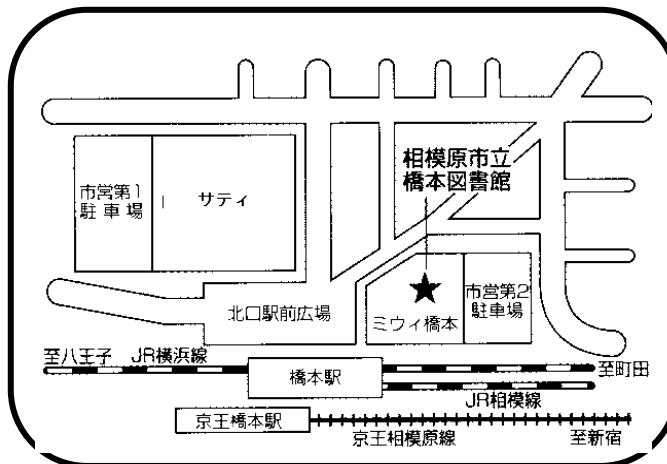 相模原市立
橋本図書館
市営第1
駐車場
サティ
北口駅前広場
ミウィ橋本
市営第2
駐車場
至八王子
JR横浜線
橋本駅
至町田
JR相模線
京王橋本駅
京王相模原線
至新宿